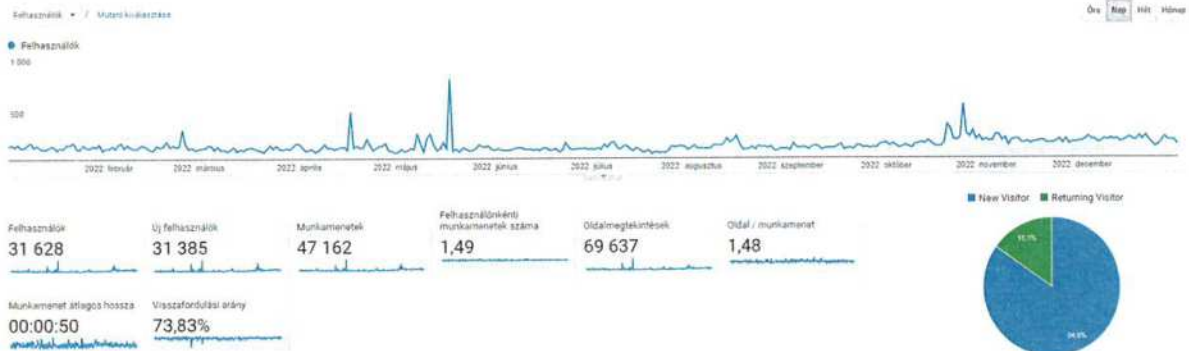 Felhasználók / Mutató kiválasztása
Óra Nap Hét Hónap
Felhasználók
1 000
500
2022. február 2022. március 2022. április 2022. május 2022. június 2022. július 2022. augusztus 2022. szeptember 2022. október 2022. november 2022. december
New Visitor Returning Visitor
Felhasználók
31 628
Új felhasználók
31 385
Munkamenetek
47 162
Felhasználónkénti
munkamenetek száma
1,49
Oldalmegtekintések
69 637
Oldal / munkamenet
1,48
Munkamenet átlagos hossza
00:00:50
Visszafordulási arány
73,83%